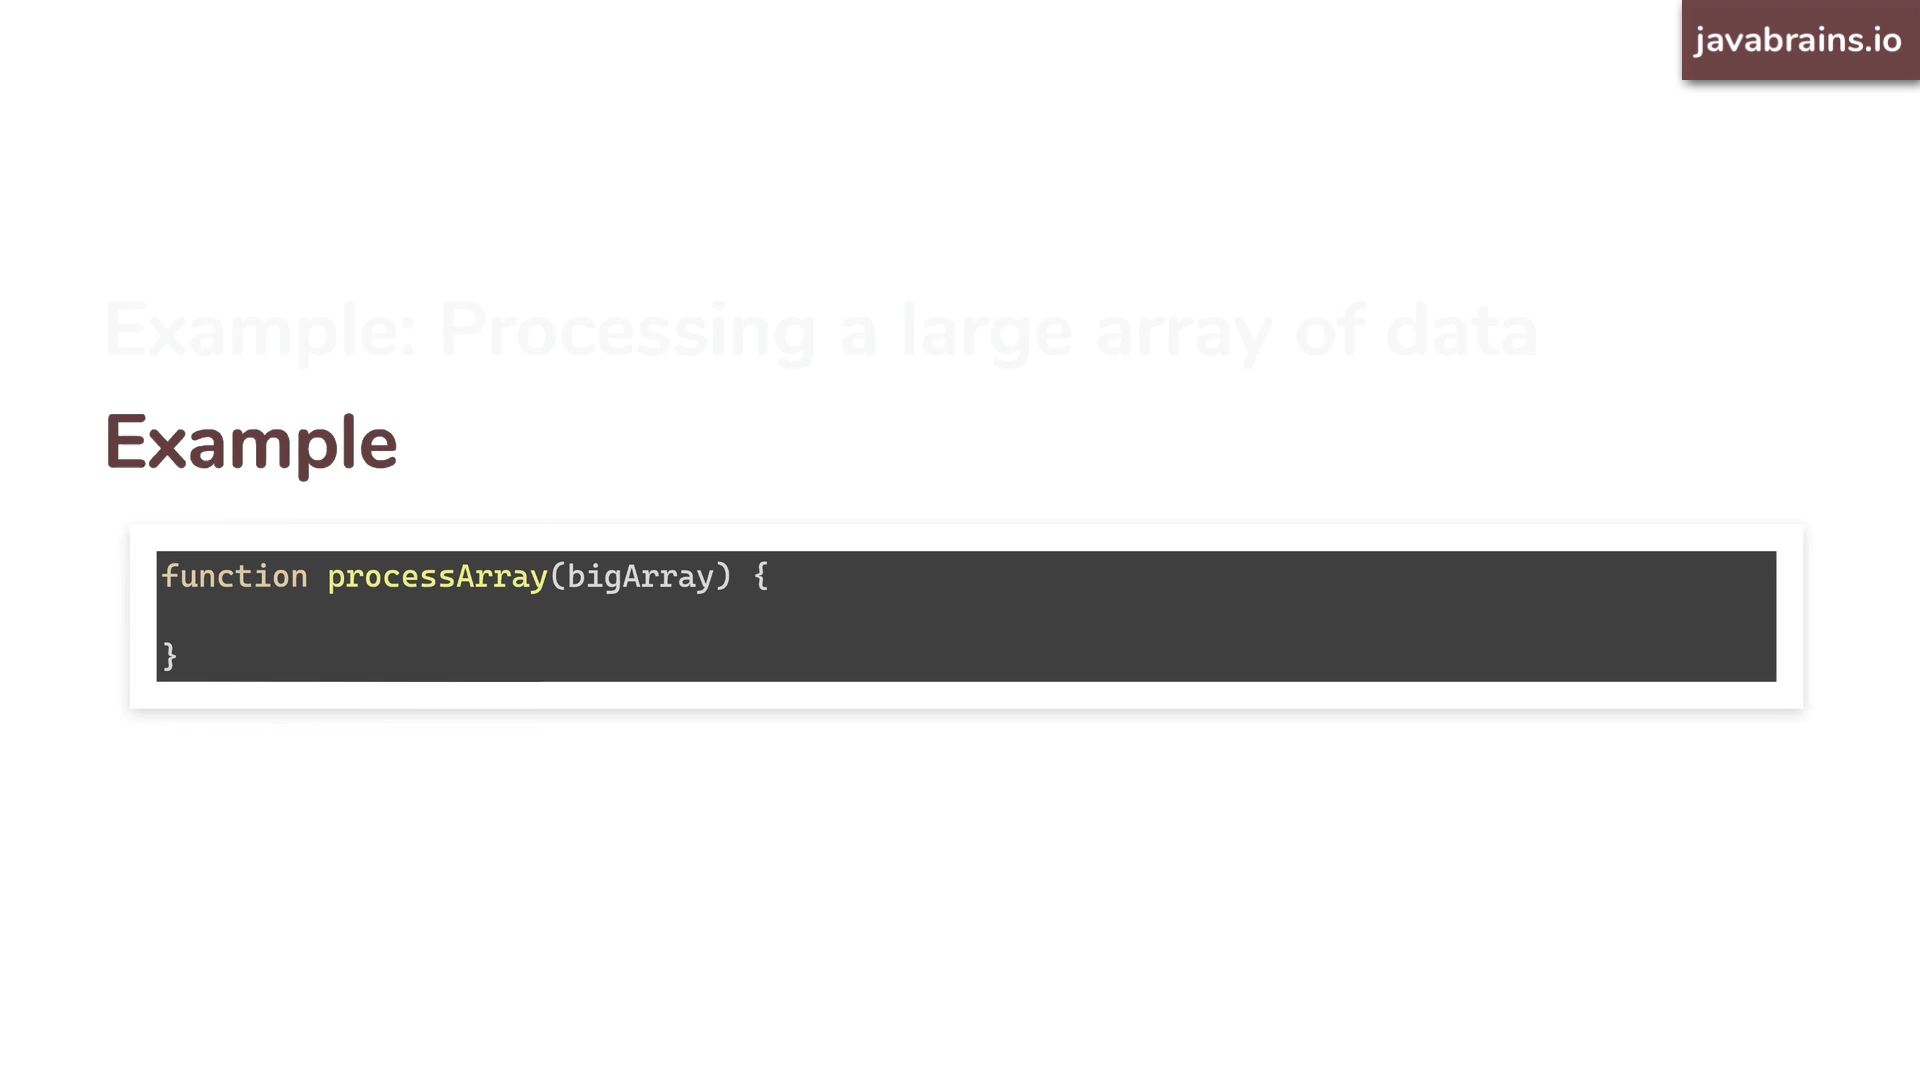 javabrains.io
Example: Processing a large array of data
Example
function processArray(bigArray) {
}